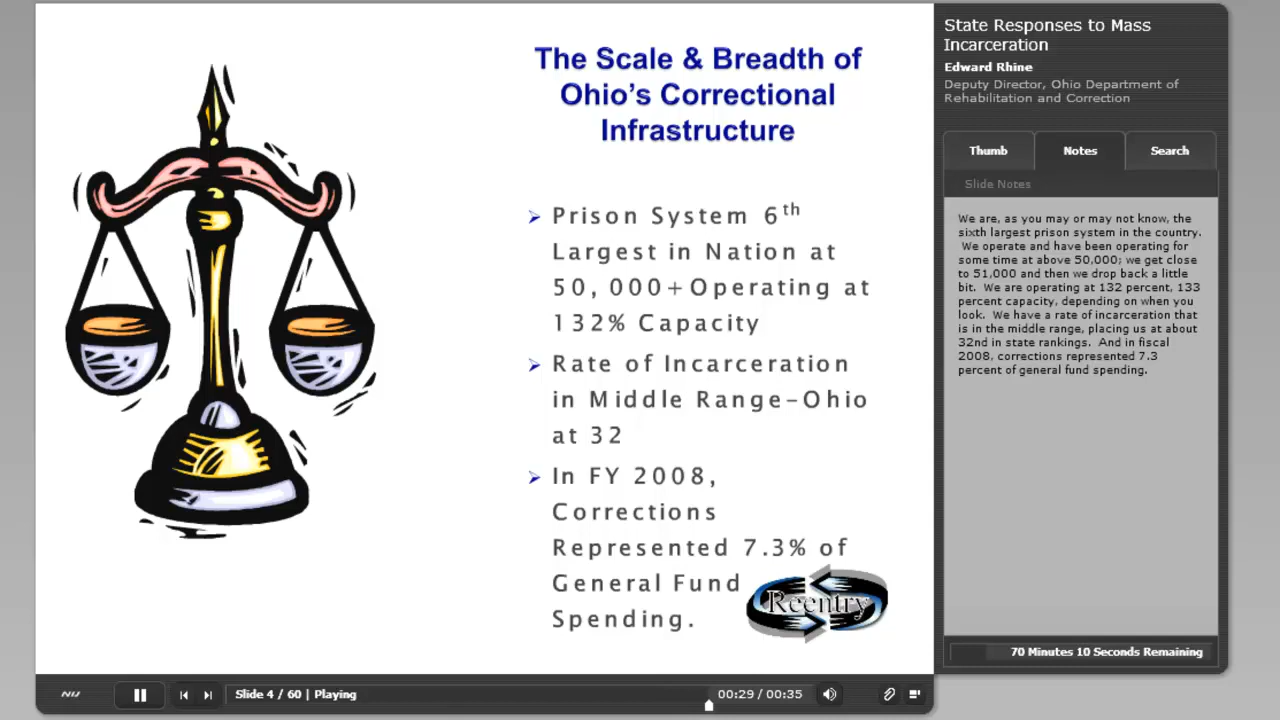 The Scale & Breadth of
Ohio's Correctional
Infrastructure
Prison System 6th
Largest in Nation at
50, 000+Operating at
132% Capacity
Rate of Incarceration
in Middle Range-Ohio
at 32
In FY 2008,
Corrections
Represented 7.3% of
General Fund
Spending.
Reentry
State Responses to Mass
Incarceration
Edward Rhine
Deputy Director, Ohio Department of
Rehabilitation and Correction
Thumb Notes Search
Slide Notes
We are, as you may or may not know, the
sixth largest prison system in the country.
We operate and have been operating for
some time at above 50,000; we get close
to 51,000 and then we drop back a little
bit. We are operating at 132 percent, 133
percent capacity, depending on when you
look. We have a rate of incarceration that
is in the middle range, placing us at about
32nd in state rankings. And in fiscal
2008, corrections represented 7.3
percent of general fund spending.
70 Minutes 10 Seconds Remaining
Slide 4 / 60 | Playing
00:29 / 00:35